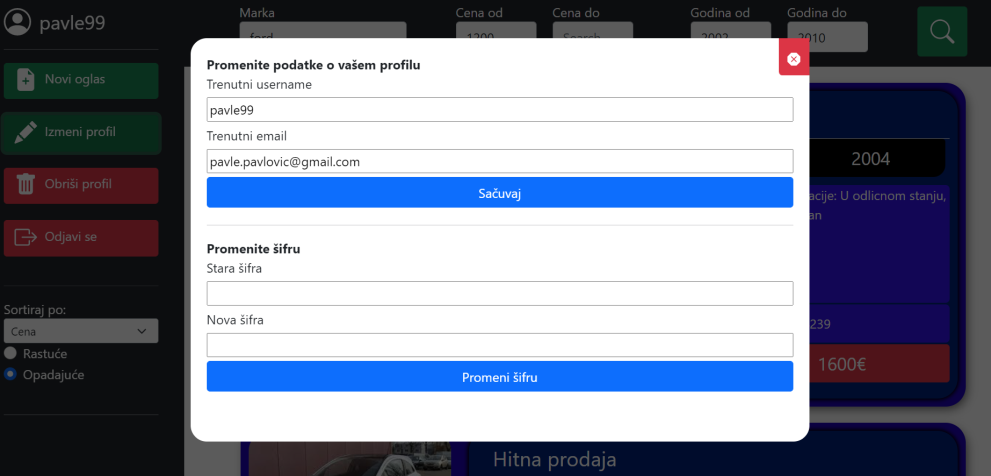 pavle99
Marka
Cena od
Cena do
Godina od
Godina do
ford
1200
Search
2002
2010
Novi oglas
Izmeni profil
Obriši profil
Odjavi se
Sortiraj po:
Cena
Rastuće
Opadajuće
Promenite podatke o vašem profilu
Trenutni username
pavle99
Trenutni email
pavle.pavlovic@gmail.com
Sačuvaj
Promenite šifru
Stara šifra
Nova šifra
Promeni šifru
2004
acije: U odlicnom stanju,
an
239
1600€
Hitna prodaja